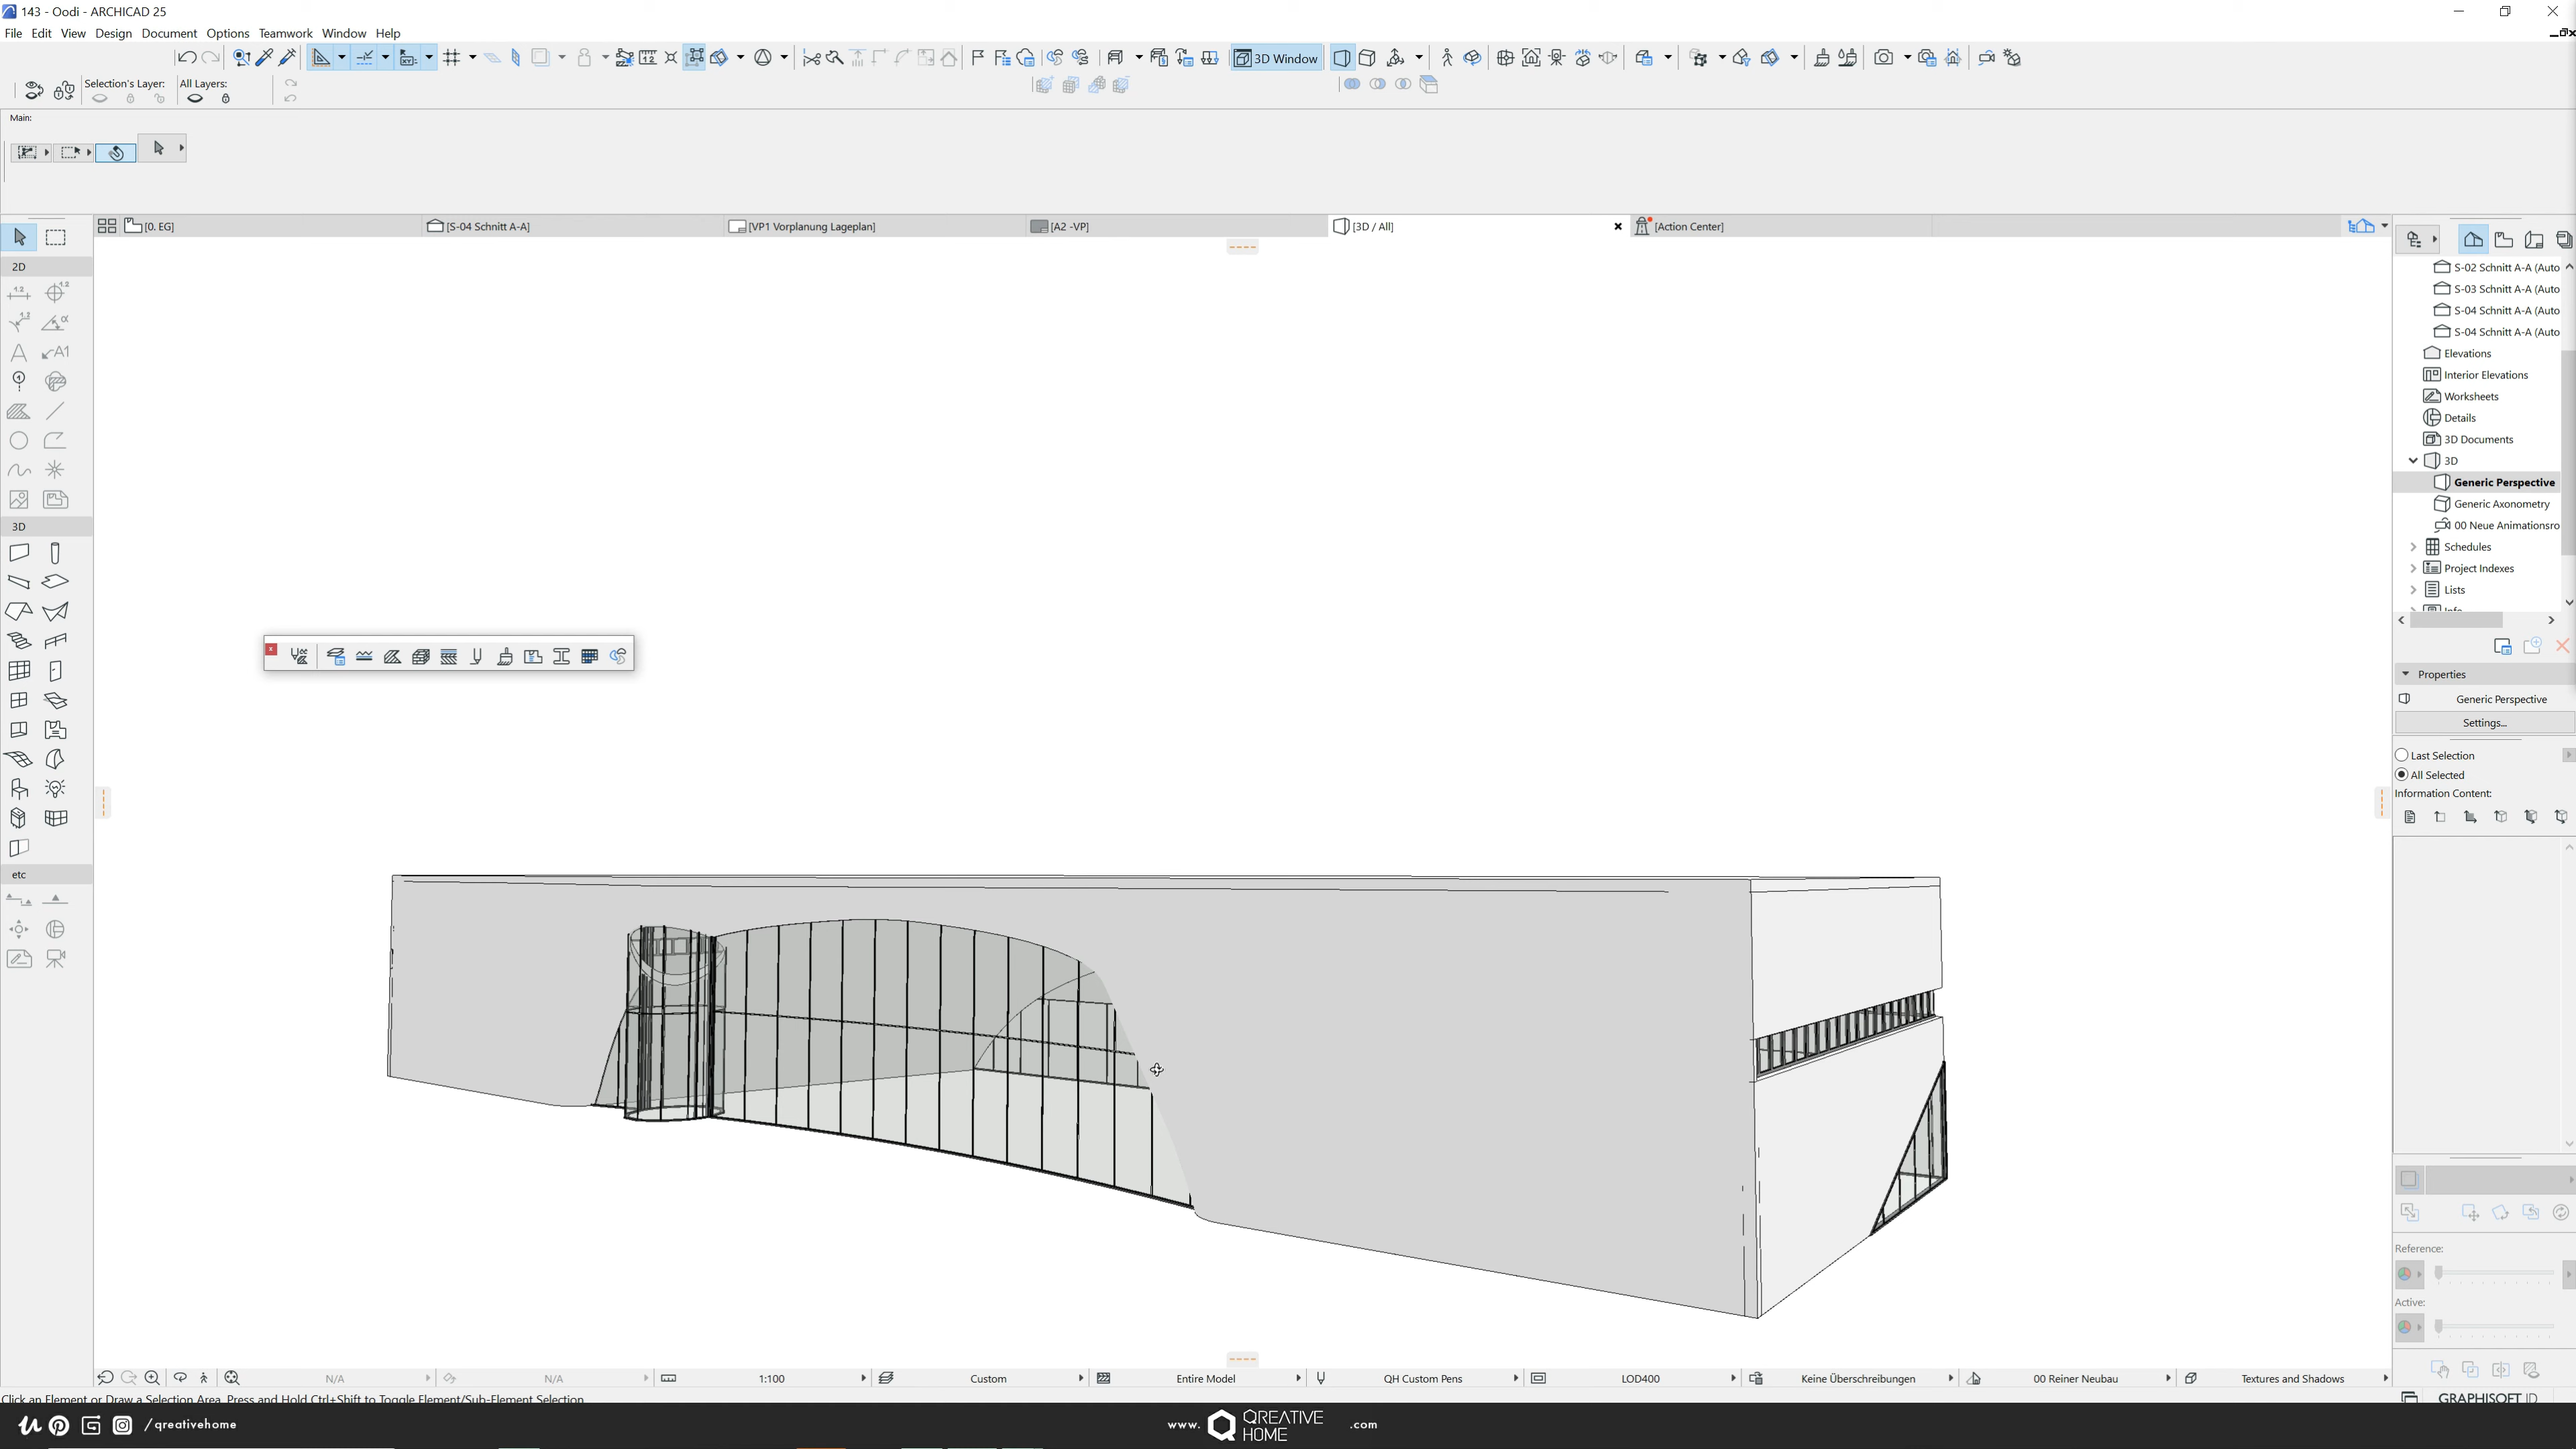 143 - Oodi - ARCHICAD 25
File Edit View Design Document Options Teamwork Window Help
3D Window
Selection's Layer: All Layers:
Main:
[0. EG] [S-04 Schnitt A-A] [VP1 Vorplanung Lageplan] [A2 -VP] [3D / All] [Action Center]
2D
3D
etc
S-02 Schnitt A-A (Auto
S-03 Schnitt A-A (Auto
S-04 Schnitt A-A (Auto
S-04 Schnitt A-A (Auto
Elevations
Interior Elevations
Worksheets
Details
3D Documents
3D
Generic Perspective
Generic Axonometry
00 Neue Animationsro
Schedules
Project Indexes
Lists
Properties
Generic Perspective
Settings...
Last Selection
All Selected
Information Content:
Reference:
Active:
N/A N/A 1:100 Custom Entire Model QH Custom Pens LOD400 Keine Überschreibungen 00 Reiner Neubau Textures and Shadows
Click an Element or Draw a Selection Area. Press and Hold Ctrl+Shift to Toggle Element/Sub-Element Selection.
GRAPHISOFT ID
/qreativehome
www. QREATIVE HOME .com